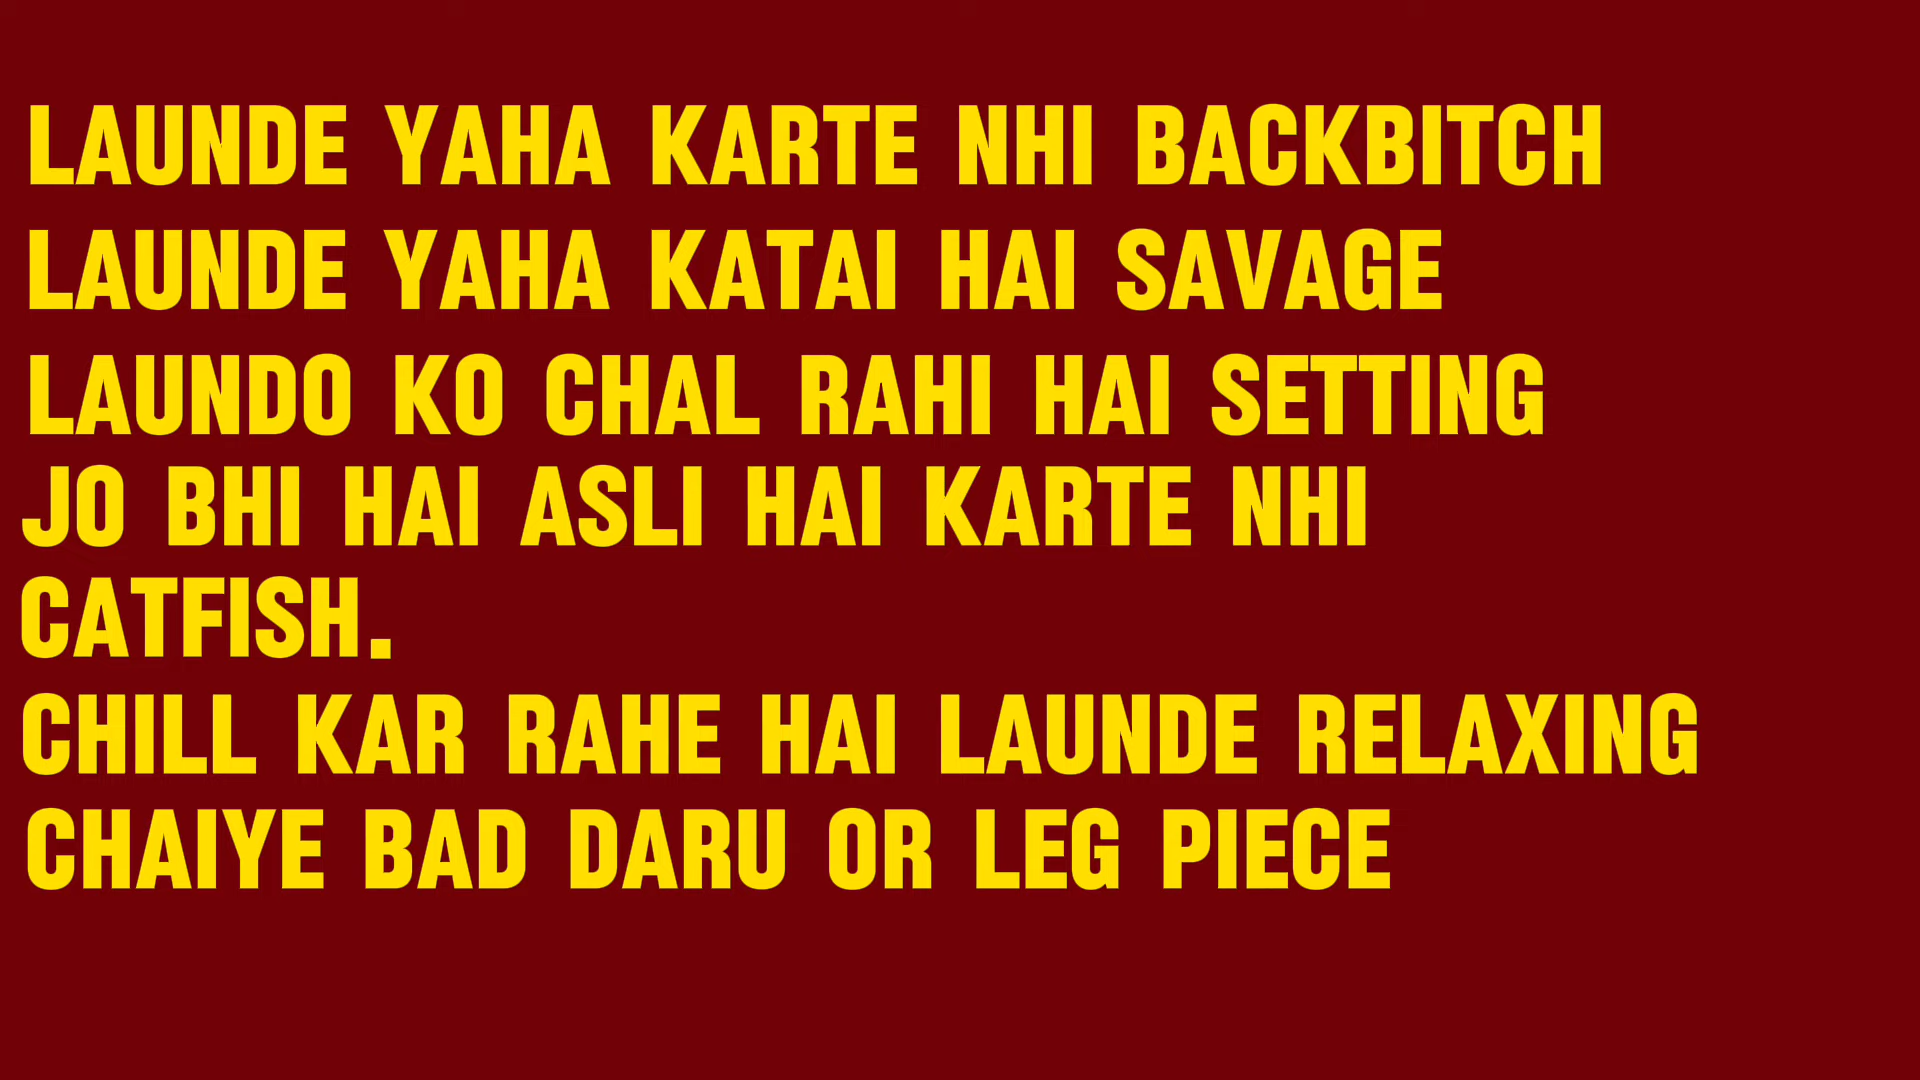 LAUNDE YAHA KARTE NHI BACKBITCH
LAUNDE YAHA KATAI HAI SAVAGE
LAUNDO KO CHAL RAHI HAI SETTING
JO BHI HAI ASLI HAI KARTE NHI
CATFISH.
CHILL KAR RAHE HAI LAUNDE RELAXING
CHAIYE BAD DARU OR LEG PIECE